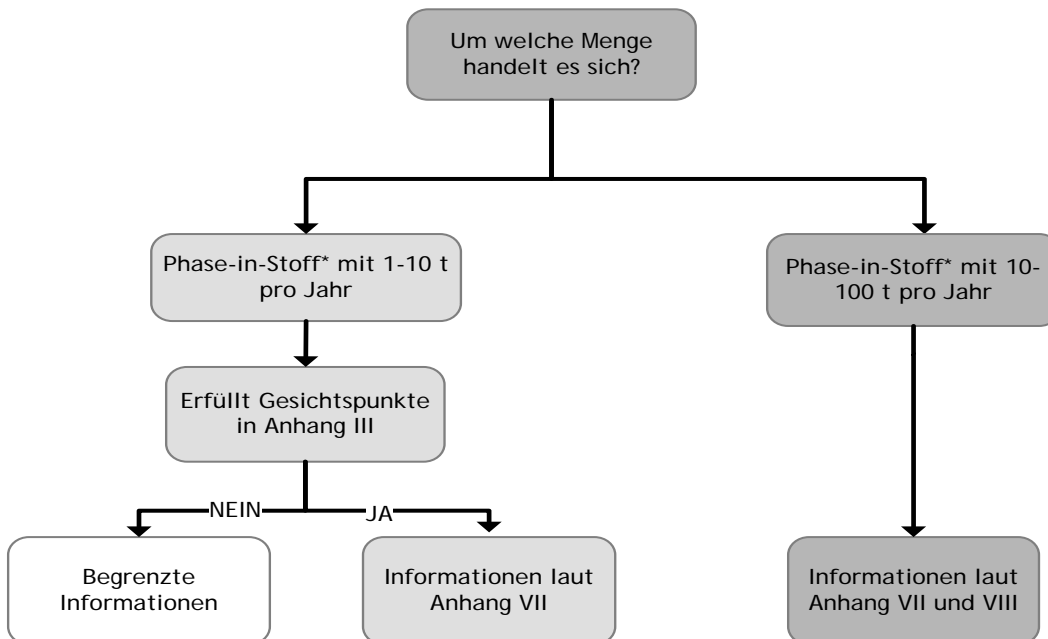 Um welche Menge
handelt es sich?
Phase-in-Stoff* mit 1-10 t
pro Jahr
Phase-in-Stoff* mit 10-
100 t pro Jahr
Erfüllt Gesichtspunkte
in Anhang III
NEIN
JA
Begrenzte
Informationen
Informationen laut
Anhang VII
Informationen laut
Anhang VII und VIII